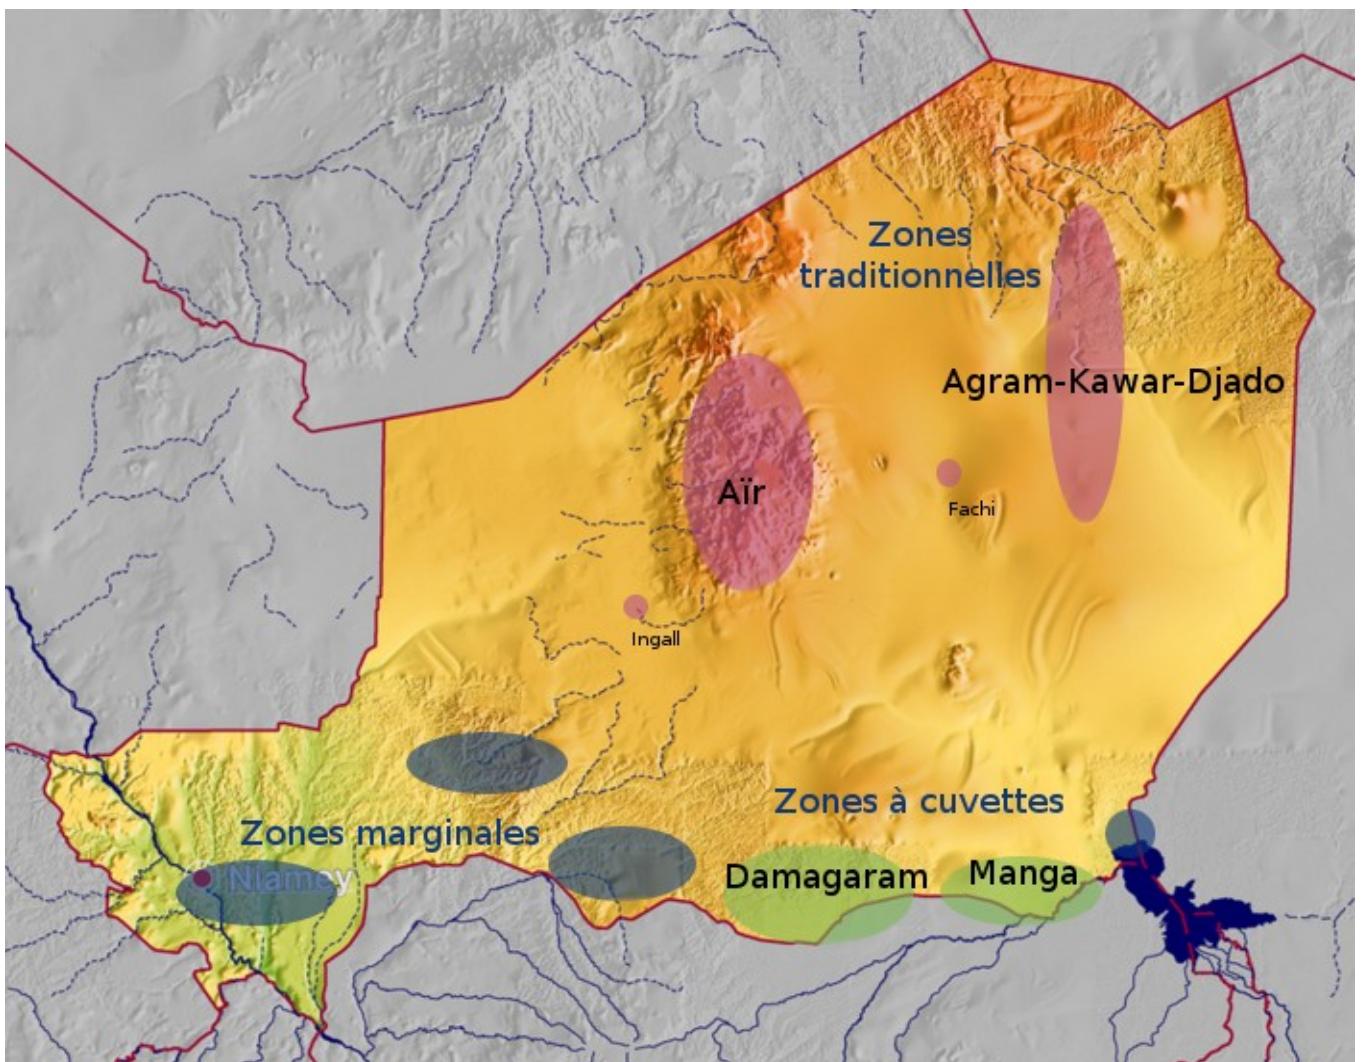 Zones
traditionnelles
Agram-Kawar-Djado
Aïr
Fachi
Ingall
Zones à cuvettes
Zones marginales
Damagaram
Manga
Niamey